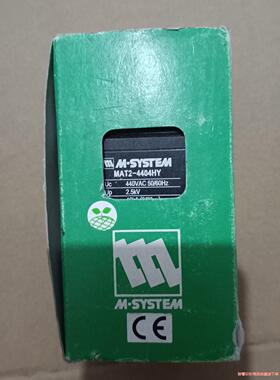 M-SYSTEM
MAT2-4404HY
Uc 440VAC 50/60Hz
Up 2.5kV
M-SYSTEM
CE